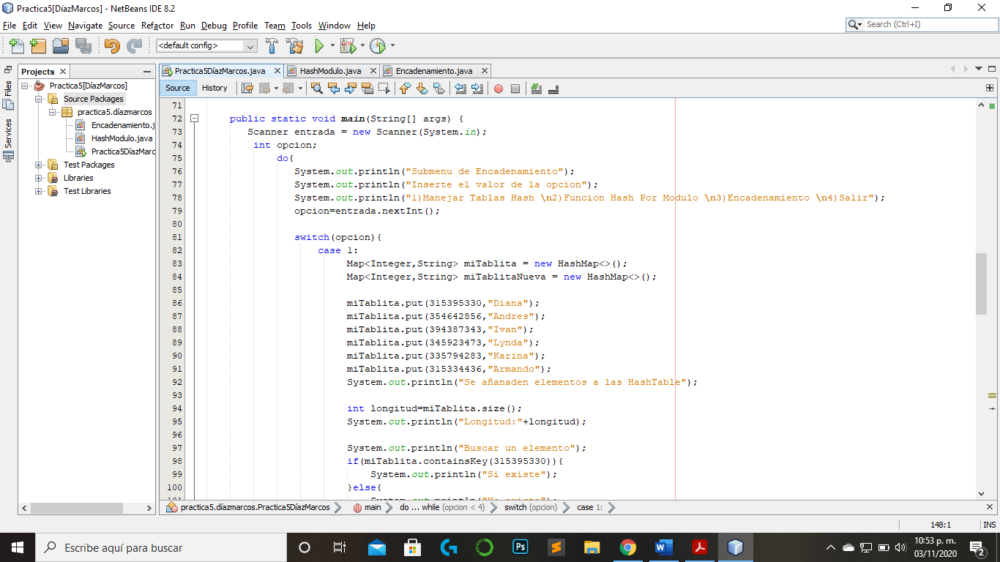 Practica5[DíazMarcos] - NetBeans IDE 8.2
File Edit View Navigate Source Refactor Run Debug Profile Team Tools Window Help
Search (Ctrl+I)
<default config>
Projects
Files
Services
Practica5[DíazMarcos]
Source Packages
practica5.díazmarcos
Encadenamiento.j
HashModulo.java
Practica5DíazMarc
Test Packages
Libraries
Test Libraries
Practica5DíazMarcos.java HashModulo.java Encadenamiento.java
Source History
71
72 public static void main(String[] args) {
73 Scanner entrada = new Scanner(System.in);
74 int opcion;
75 do{
76 System.out.println("Submenu de Encadenamiento");
77 System.out.println("Inserte el valor de la opcion");
78 System.out.println("1)Manejar Tablas Hash \n2)Funcion Hash Por Modulo \n3)Encadenamiento \n4)Salir");
79 opcion=entrada.nextInt();
80
81 switch(opcion){
82 case 1:
83 Map<Integer,String> miTablita = new HashMap<>();
84 Map<Integer,String> miTablitaNueva = new HashMap<>();
85
86 miTablita.put(315395330,"Diana");
87 miTablita.put(354642856,"Andres");
88 miTablita.put(394387343,"Ivan");
89 miTablita.put(345923473,"Lynda");
90 miTablita.put(335794283,"Karina");
91 miTablita.put(315334436,"Armando");
92 System.out.println("Se añanaden elementos a las HashTable");
93
94 int longitud=miTablita.size();
95 System.out.println("Longitud:"+longitud);
96
97 System.out.println("Buscar un elemento");
98 if(miTablita.containsKey(315395330)){
99 System.out.println("Si existe");
100 }else{
101 System.out.println("No existe");
practica5.díazmarcos.Practica5DíazMarcos main do ... while (opcion < 4) switch (opcion) case 1:
148:1 INS
Escribe aquí para buscar
Ps
10:53 p. m.
03/11/2020
2